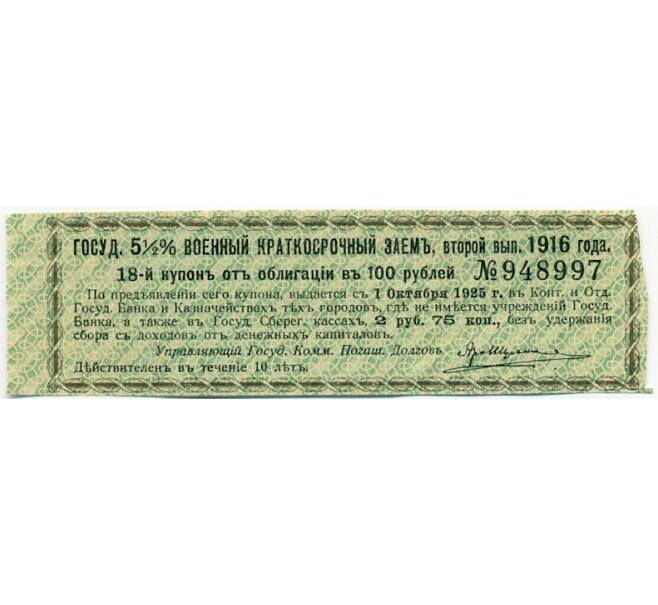 ГОСУД. 5½% ВОЕННЫЙ КРАТКОСРОЧНЫЙ ЗАЕМЪ, второй вып. 1916 года.
18-й купонъ отъ облигаціи въ 100 рублей №948997
По предъявленіи сего купона, выдается съ 1 Октября 1925 г. въ Конт. и Отд.
Госуд. Банка и Казначействахъ тѣхъ городовъ, гдѣ не имѣется учрежденій Госуд.
Банка, а также въ Госуд. Сберег. кассахъ, 2 руб. 75 коп., безъ удержанія
сбора съ доходовъ отъ денежныхъ капиталовъ.
Управляющій Госуд. Комм. Погаш. Долговъ
Дѣйствителенъ въ теченіе 10 лѣтъ.